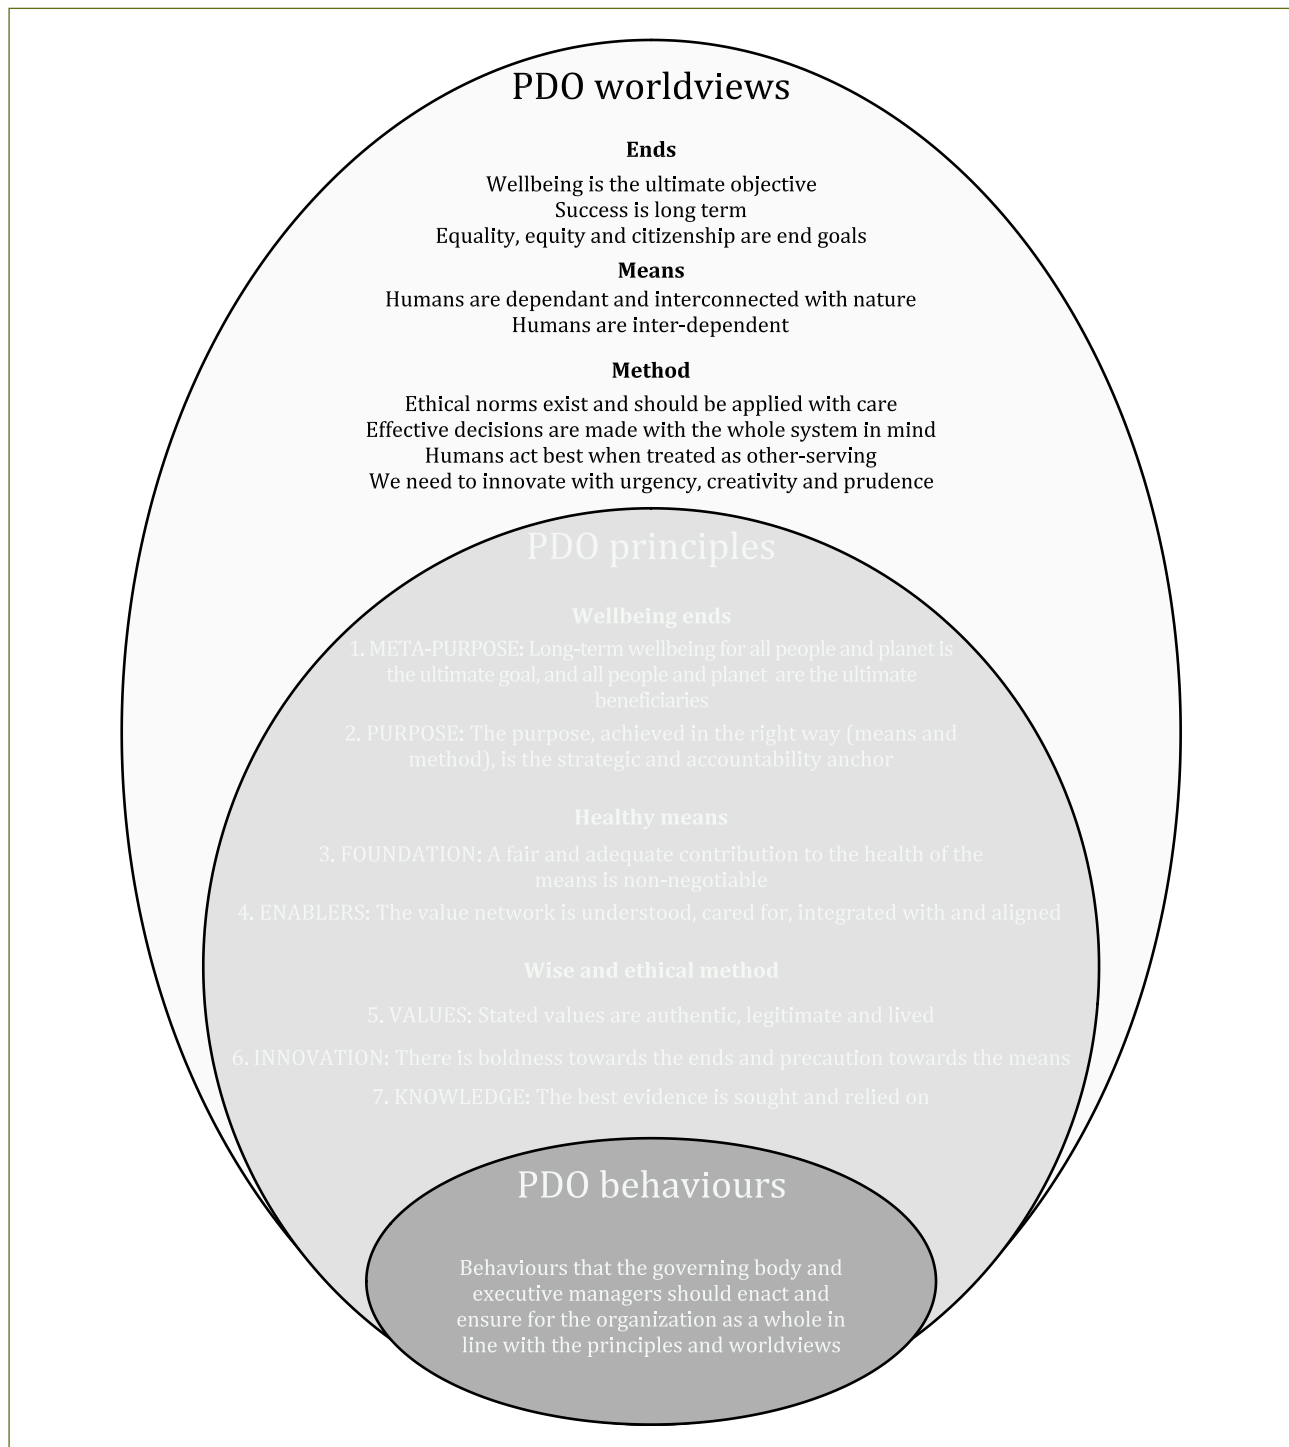 PDO worldviews
Ends
Wellbeing is the ultimate objective
Success is long term
Equality, equity and citizenship are end goals
Means
Humans are dependant and interconnected with nature
Humans are inter-dependent
Method
Ethical norms exist and should be applied with care
Effective decisions are made with the whole system in mind
Humans act best when treated as other-serving
We need to innovate with urgency, creativity and prudence
PDO principles
Wellbeing ends
1. META-PURPOSE: Long-term wellbeing for all people and planet is
the ultimate goal, and all people and planet are the ultimate
beneficiaries
2. PURPOSE: The purpose, achieved in the right way (means and
method), is the strategic and accountability anchor
Healthy means
3. FOUNDATION: A fair and adequate contribution to the health of the
means is non-negotiable
4. ENABLERS: The value network is understood, cared for, integrated with and aligned
Wise and ethical method
5. VALUES: Stated values are authentic, legitimate and lived
6. INNOVATION: There is boldness towards the ends and precaution towards the means
7. KNOWLEDGE: The best evidence is sought and relied on
PDO behaviours
Behaviours that the governing body and
executive managers should enact and
ensure for the organization as a whole in
line with the principles and worldviews